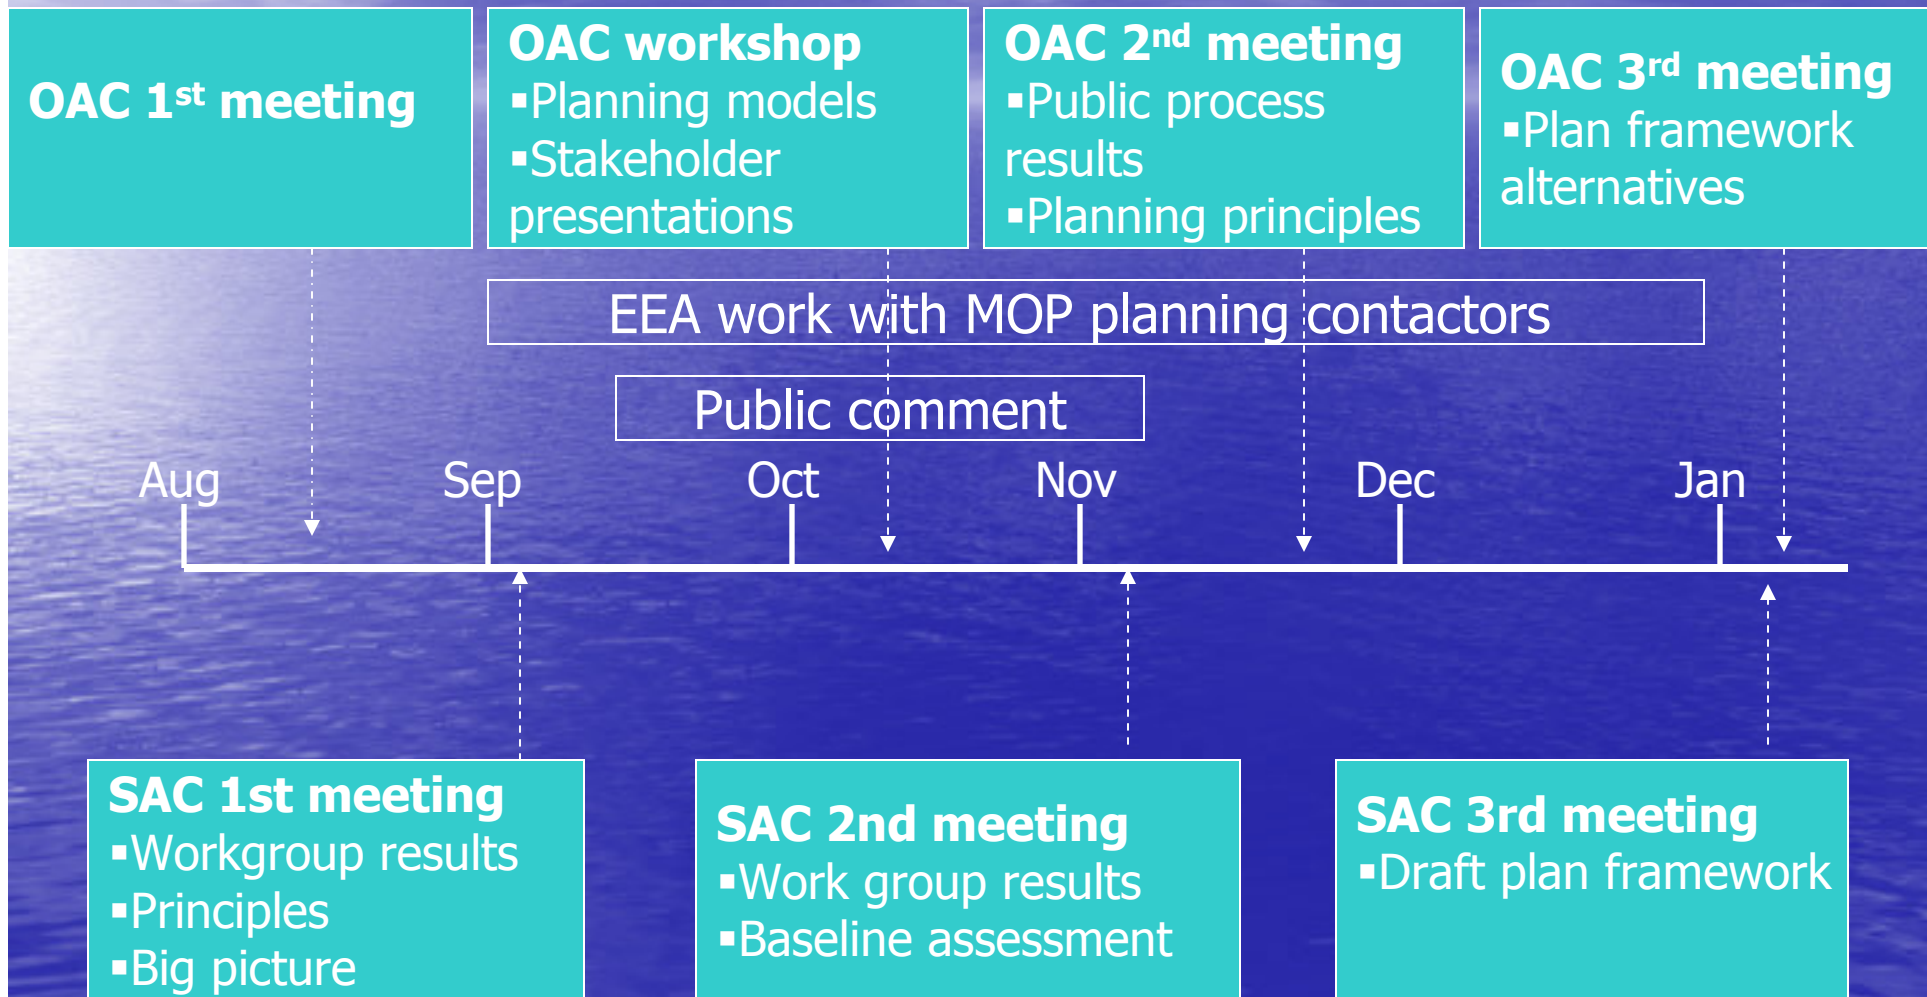 OAC 1st meeting
OAC workshop
▪Planning models
▪Stakeholder
presentations
OAC 2nd meeting
▪Public process
results
▪Planning principles
OAC 3rd meeting
▪Plan framework
alternatives
EEA work with MOP planning contactors
Public comment
Aug Sep Oct Nov Dec Jan
SAC 1st meeting
▪Workgroup results
▪Principles
▪Big picture
SAC 2nd meeting
▪Work group results
▪Baseline assessment
SAC 3rd meeting
▪Draft plan framework